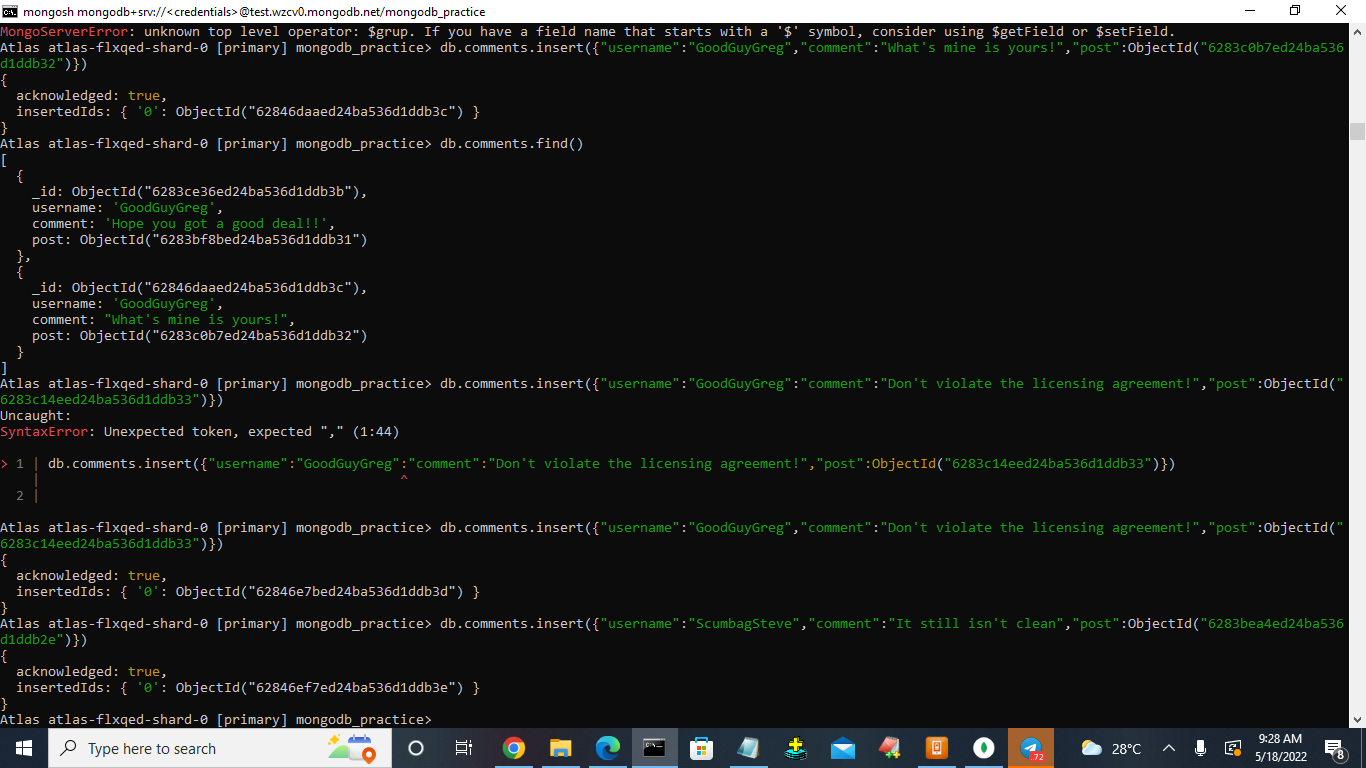 mongosh mongodb+srv://<credentials>@test.wzcv0.mongodb.net/mongodb_practice
MongoServerError: unknown top level operator: $grup. If you have a field name that starts with a '$' symbol, consider using $getField or $setField.
Atlas atlas-flxqed-shard-0 [primary] mongodb_practice> db.comments.insert({"username":"GoodGuyGreg","comment":"What's mine is yours!","post":ObjectId("6283c0b7ed24ba536
d1ddb32")})
{
  acknowledged: true,
  insertedIds: { '0': ObjectId("62846daaed24ba536d1ddb3c") }
}
Atlas atlas-flxqed-shard-0 [primary] mongodb_practice> db.comments.find()
[
  {
    _id: ObjectId("6283ce36ed24ba536d1ddb3b"),
    username: 'GoodGuyGreg',
    comment: 'Hope you got a good deal!!',
    post: ObjectId("6283bf8bed24ba536d1ddb31")
  },
  {
    _id: ObjectId("62846daaed24ba536d1ddb3c"),
    username: 'GoodGuyGreg',
    comment: "What's mine is yours!",
    post: ObjectId("6283c0b7ed24ba536d1ddb32")
  }
]
Atlas atlas-flxqed-shard-0 [primary] mongodb_practice> db.comments.insert({"username":"GoodGuyGreg":"comment":"Don't violate the licensing agreement!","post":ObjectId("
6283c14eed24ba536d1ddb33")})
Uncaught:
SyntaxError: Unexpected token, expected "," (1:44)
> 1 | db.comments.insert({"username":"GoodGuyGreg":"comment":"Don't violate the licensing agreement!","post":ObjectId("6283c14eed24ba536d1ddb33")})
    |                                             ^
  2 |
Atlas atlas-flxqed-shard-0 [primary] mongodb_practice> db.comments.insert({"username":"GoodGuyGreg","comment":"Don't violate the licensing agreement!","post":ObjectId("
6283c14eed24ba536d1ddb33")})
{
  acknowledged: true,
  insertedIds: { '0': ObjectId("62846e7bed24ba536d1ddb3d") }
}
Atlas atlas-flxqed-shard-0 [primary] mongodb_practice> db.comments.insert({"username":"ScumbagSteve","comment":"It still isn't clean","post":ObjectId("6283bea4ed24ba536
d1ddb2e")})
{
  acknowledged: true,
  insertedIds: { '0': ObjectId("62846ef7ed24ba536d1ddb3e") }
}
Atlas atlas-flxqed-shard-0 [primary] mongodb_practice>
Type here to search
.72
28°C
9:28 AM
5/18/2022
8